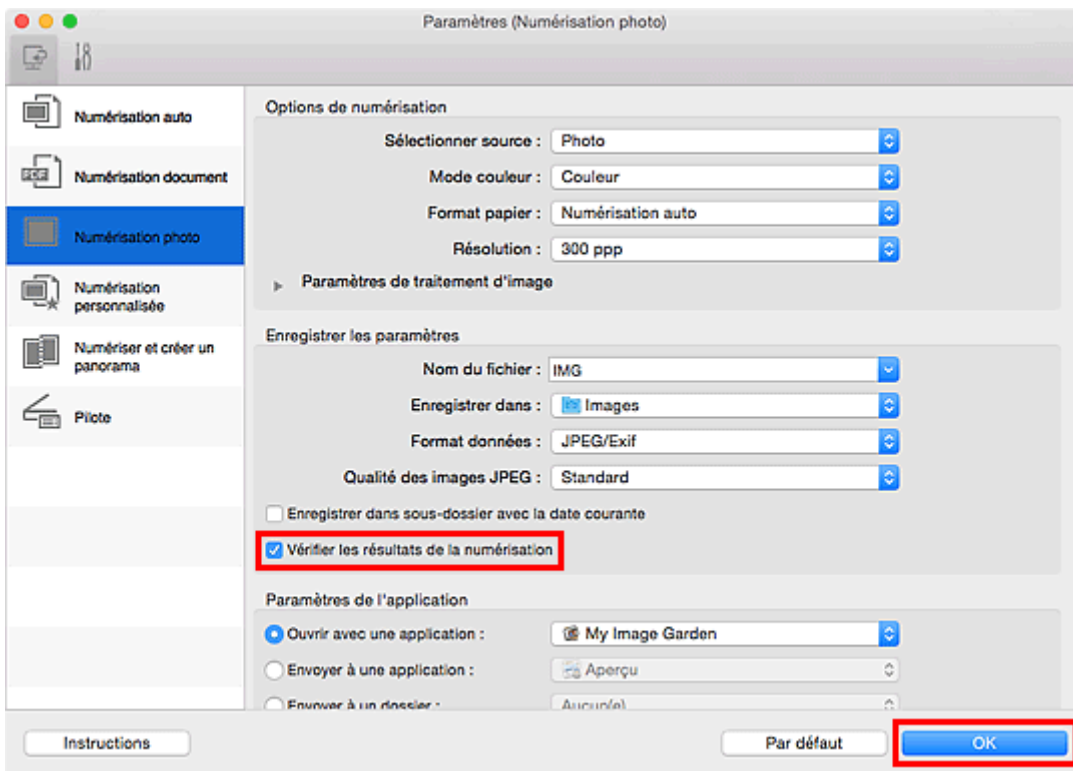 Paramètres (Numérisation photo)
Numérisation auto
Numérisation document
Numérisation photo
Numérisation
personnalisée
Numériser et créer un
panorama
Pilote
Options de numérisation
Sélectionner source : Photo
Mode couleur : Couleur
Format papier : Numérisation auto
Résolution : 300 ppp
Paramètres de traitement d'image
Enregistrer les paramètres
Nom du fichier : IMG
Enregistrer dans : Images
Format données : JPEG/Exif
Qualité des images JPEG : Standard
Enregistrer dans sous-dossier avec la date courante
Vérifier les résultats de la numérisation
Paramètres de l'application
Ouvrir avec une application : My Image Garden
Envoyer à une application : Aperçu
Envoyer à un dossier : Aucun(e)
Instructions
Par défaut
OK